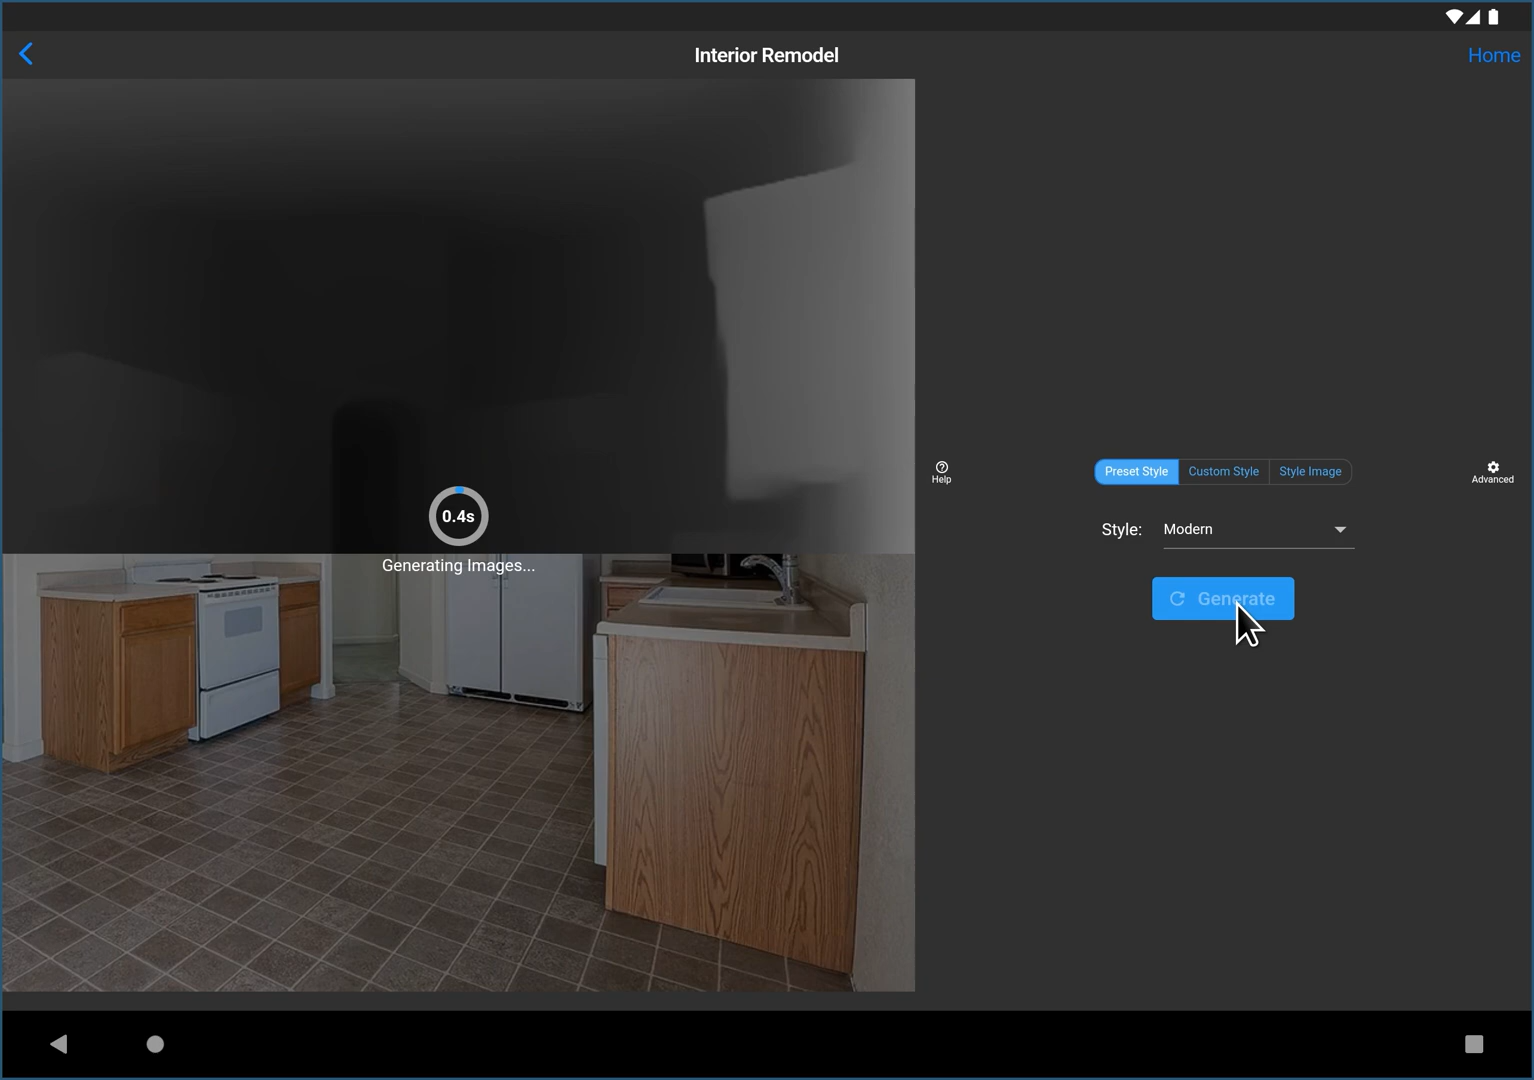 Interior Remodel
Home
0.4s
Generating Images...
Help
Preset Style
Custom Style
Style Image
Advanced
Style:
Modern
Generate